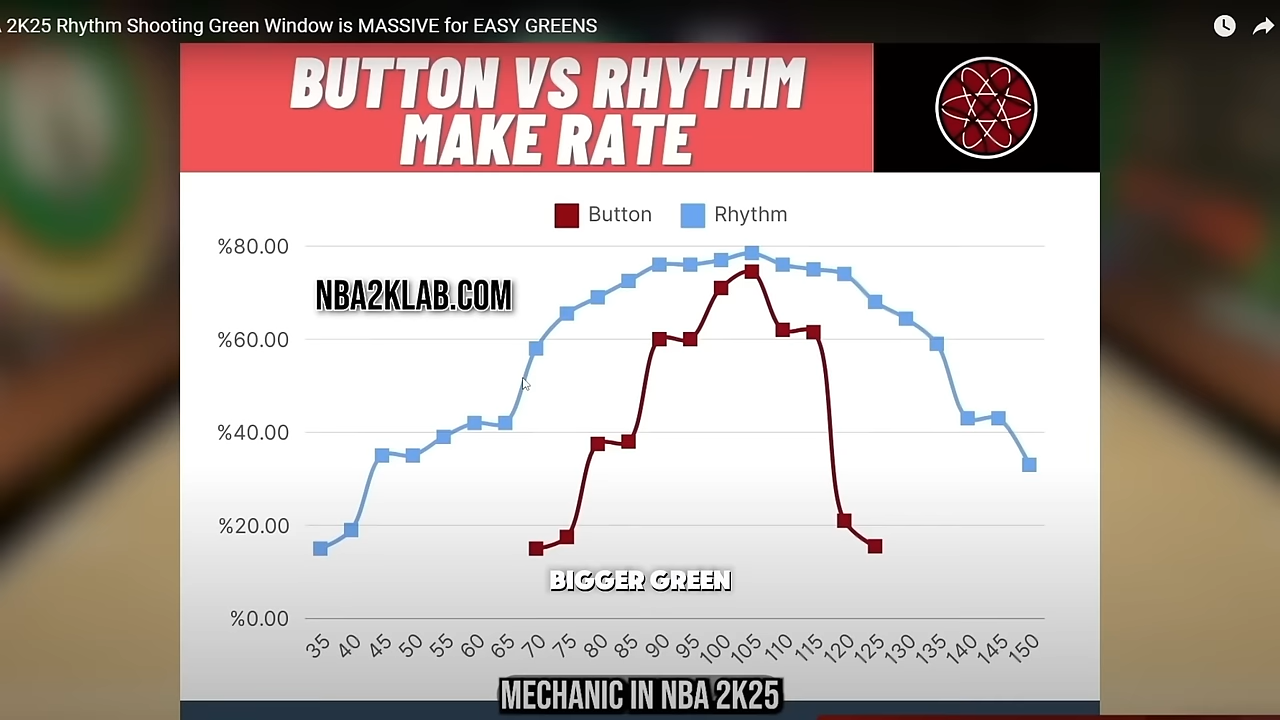 2K25 Rhythm Shooting Green Window is MASSIVE for EASY GREENS
BUTTON VS RHYTHM
MAKE RATE
Button Rhythm
%80.00
NBA2KLAB.COM
%60.00
%40.00
%20.00
BIGGER GREEN
%0.00
35 40 45 50 55 60 65 70 75 80 85 90 95 100 105 110 115 120 125 130 135 140 145 150
MECHANIC IN NBA 2K25